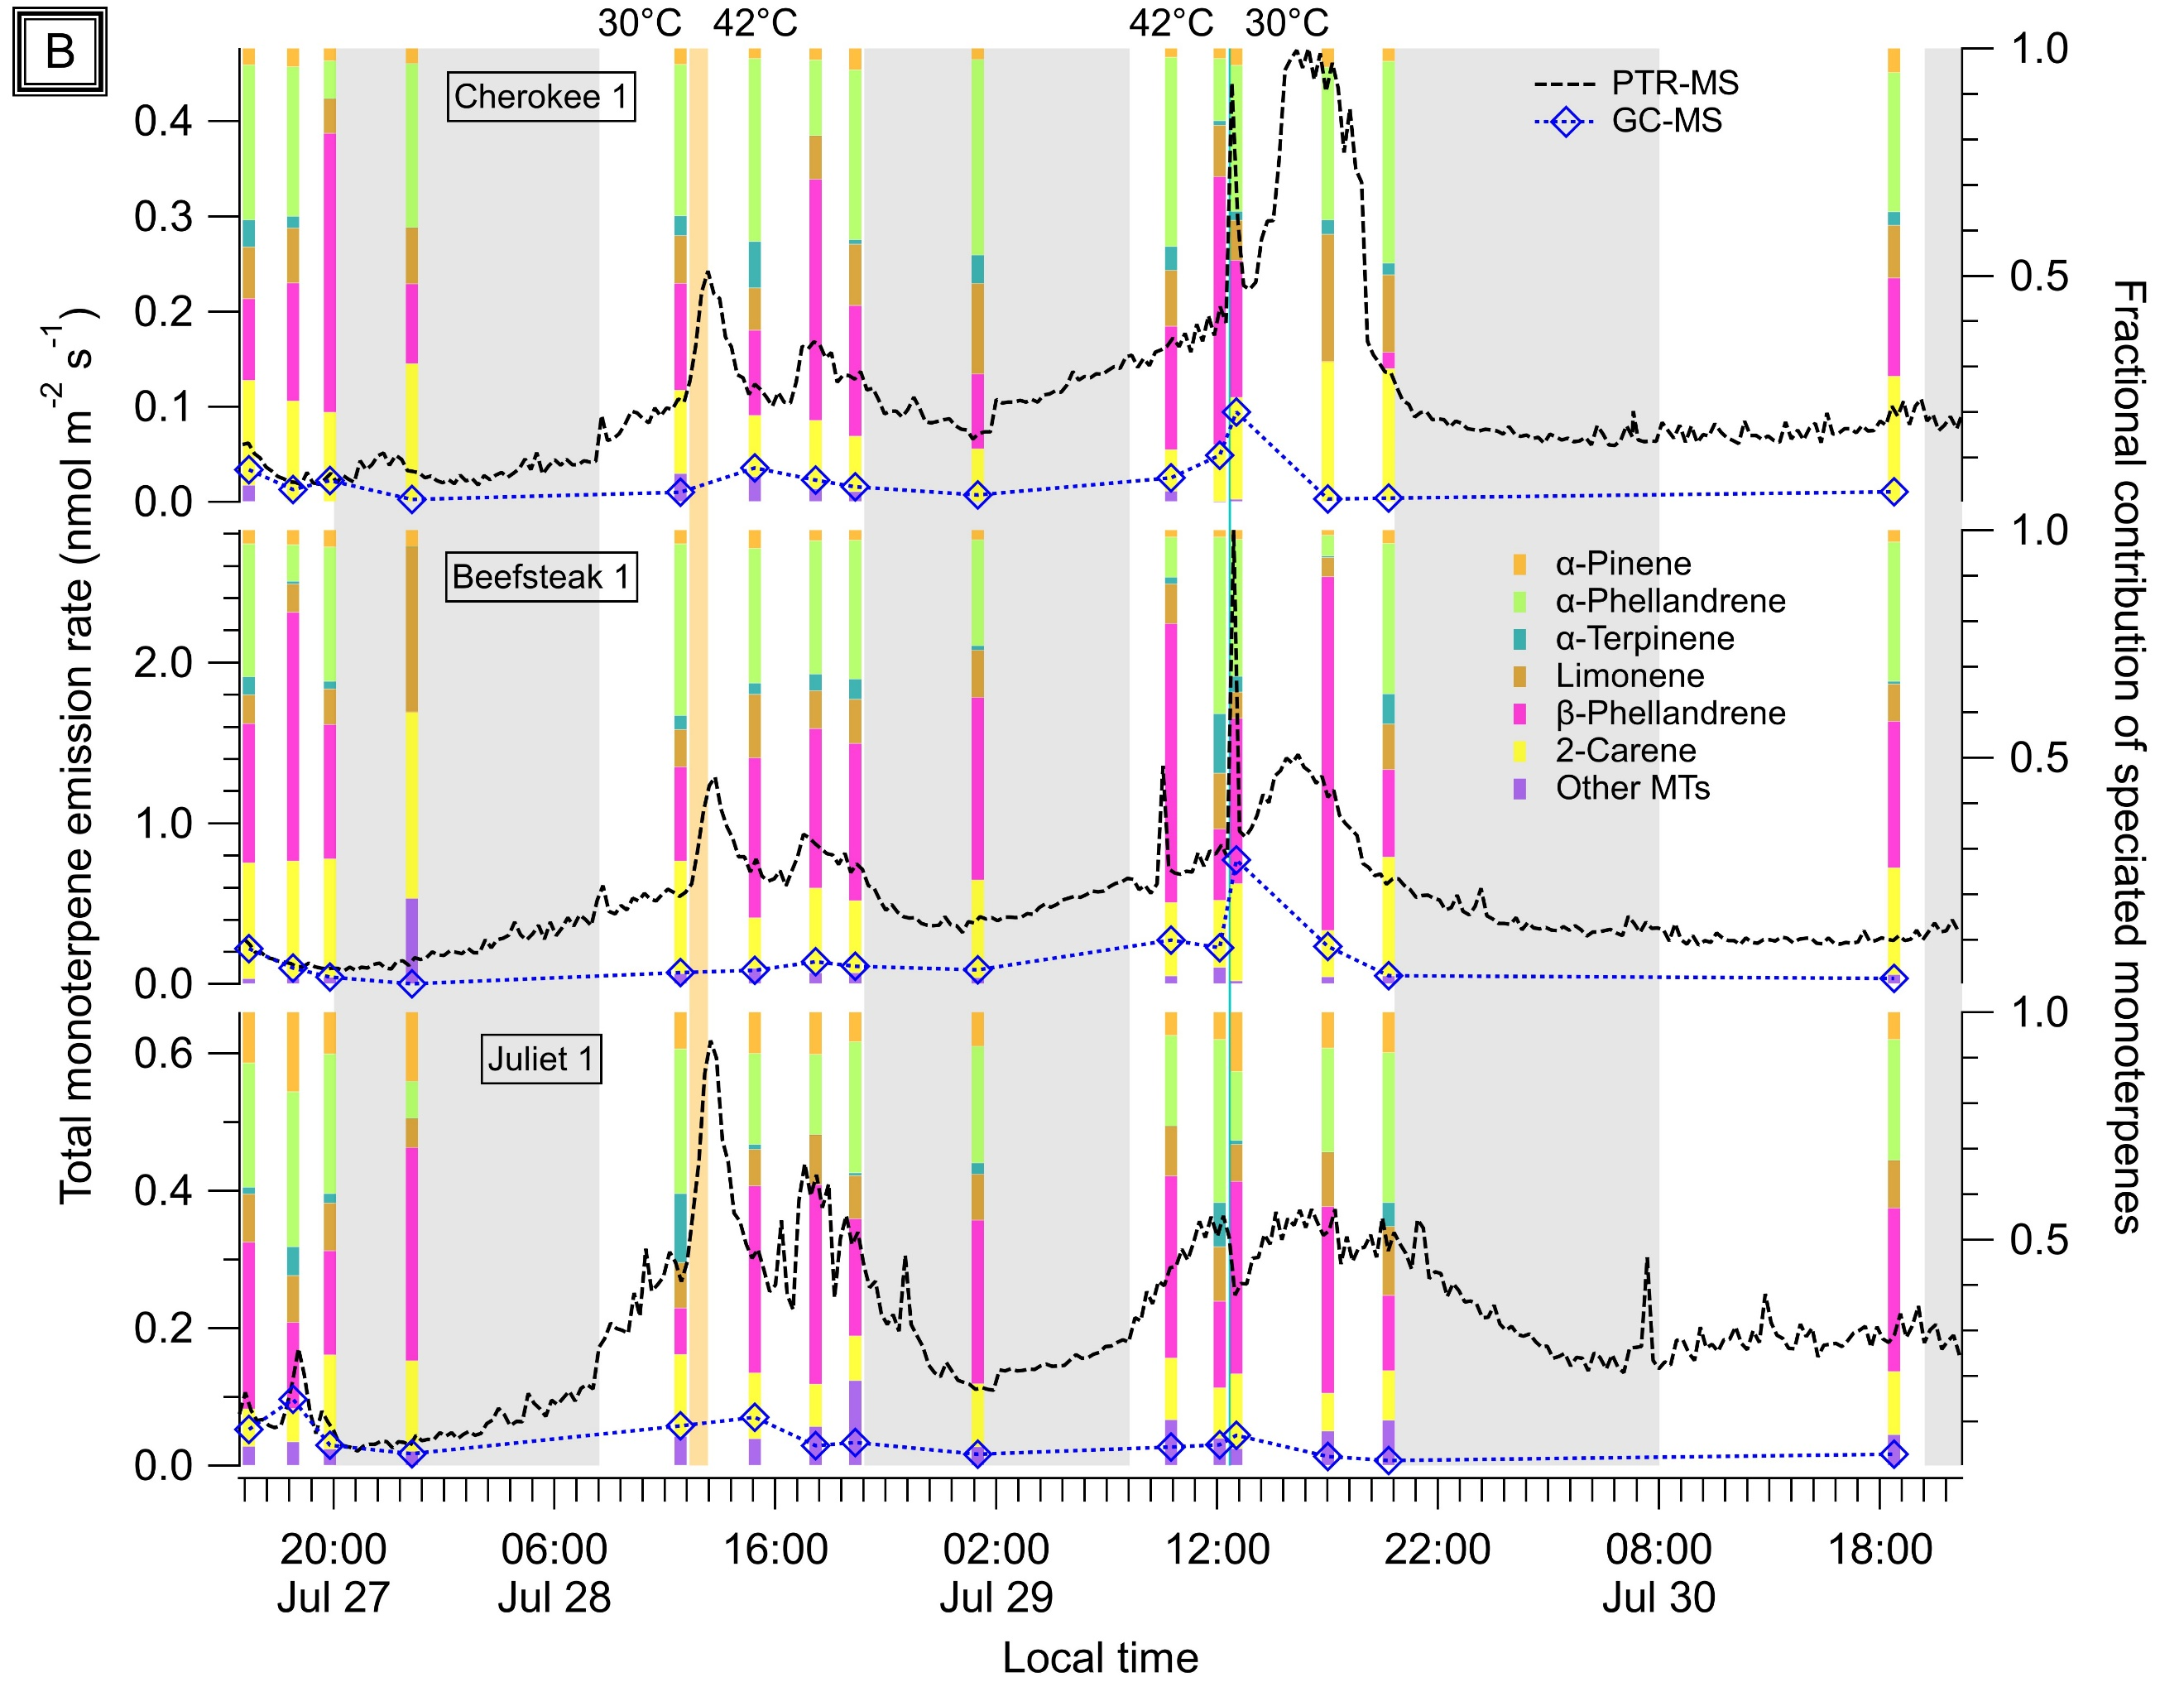 B
30°C 42°C 42°C 30°C
Cherokee 1
PTR-MS
GC-MS
0.4
0.3
0.2
0.1
0.0
1.0
0.5
Beefsteak 1
α-Pinene
α-Phellandrene
α-Terpinene
Limonene
β-Phellandrene
2-Carene
Other MTs
2.0
1.0
0.0
1.0
0.5
Juliet 1
0.6
0.4
0.2
0.0
1.0
0.5
Total monoterpene emission rate (nmol m-2 s-1)
Fractional contribution of speciated monoterpenes
20:00 06:00 16:00 02:00 12:00 22:00 08:00 18:00
Jul 27 Jul 28 Jul 29 Jul 30
Local time